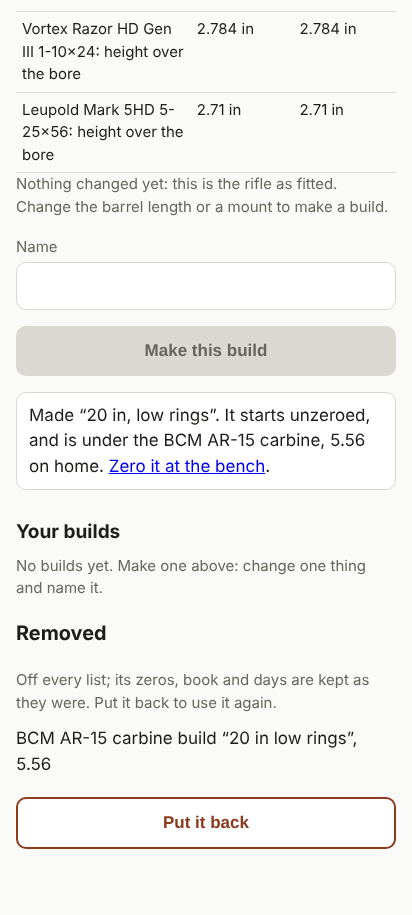 Vortex Razor HD Gen III 1-10×24: height over the bore 2.784 in 2.784 in
Leupold Mark 5HD 5-25×56: height over the bore 2.71 in 2.71 in
Nothing changed yet: this is the rifle as fitted.
Change the barrel length or a mount to make a build.
Name
Make this build
Made “20 in, low rings”. It starts unzeroed,
and is under the BCM AR-15 carbine, 5.56
on home. Zero it at the bench.
Your builds
No builds yet. Make one above: change one thing
and name it.
Removed
Off every list; its zeros, book and days are kept as
they were. Put it back to use it again.
BCM AR-15 carbine build “20 in low rings”,
5.56
Put it back